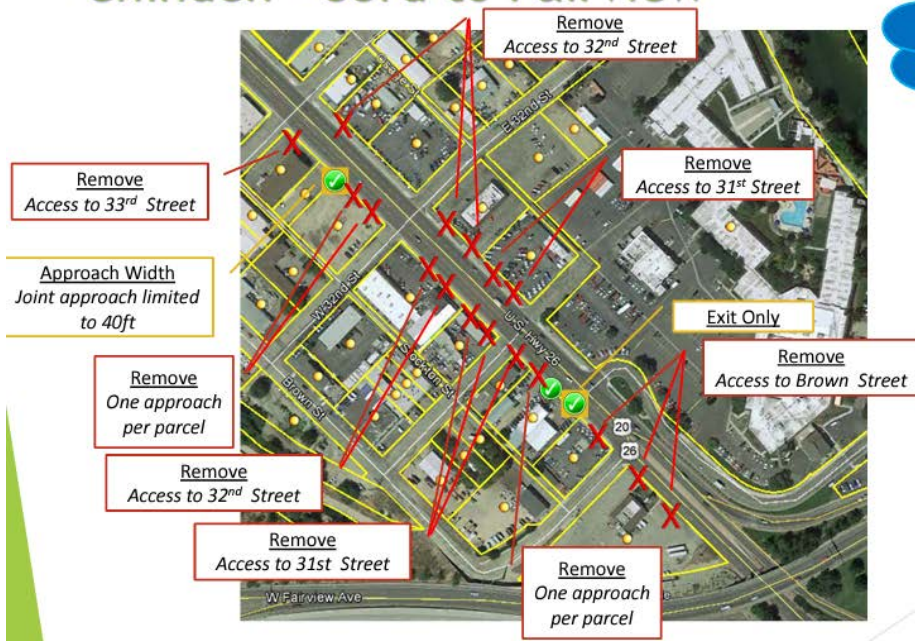 Remove
Access to 32nd Street
E 32nd St
Remove
Access to 33rd Street
Remove
Access to 31st Street
Approach Width
Joint approach limited
to 40ft
W 32nd St
U.S. Hwy 26
Exit Only
Stockton St
Remove
Access to Brown Street
Brown St
Remove
One approach
per parcel
20
26
Remove
Access to 32nd Street
Remove
Access to 31st Street
Remove
One approach
per parcel
W Fairview Ave